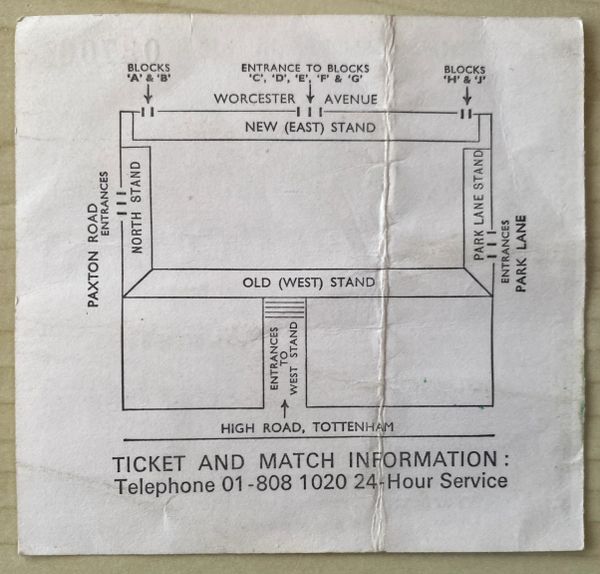 BLOCKS
'A' & 'B'
ENTRANCE TO BLOCKS
'C', 'D', 'E', 'F' & 'G'
BLOCKS
'H' & 'J'
WORCESTER AVENUE
NEW (EAST) STAND
PAXTON ROAD
ENTRANCES
NORTH STAND
PARK LANE STAND
ENTRANCES
PARK LANE
OLD (WEST) STAND
ENTRANCES
TO
WEST STAND
HIGH ROAD, TOTTENHAM
TICKET AND MATCH INFORMATION :
Telephone 01-808 1020 24-Hour Service